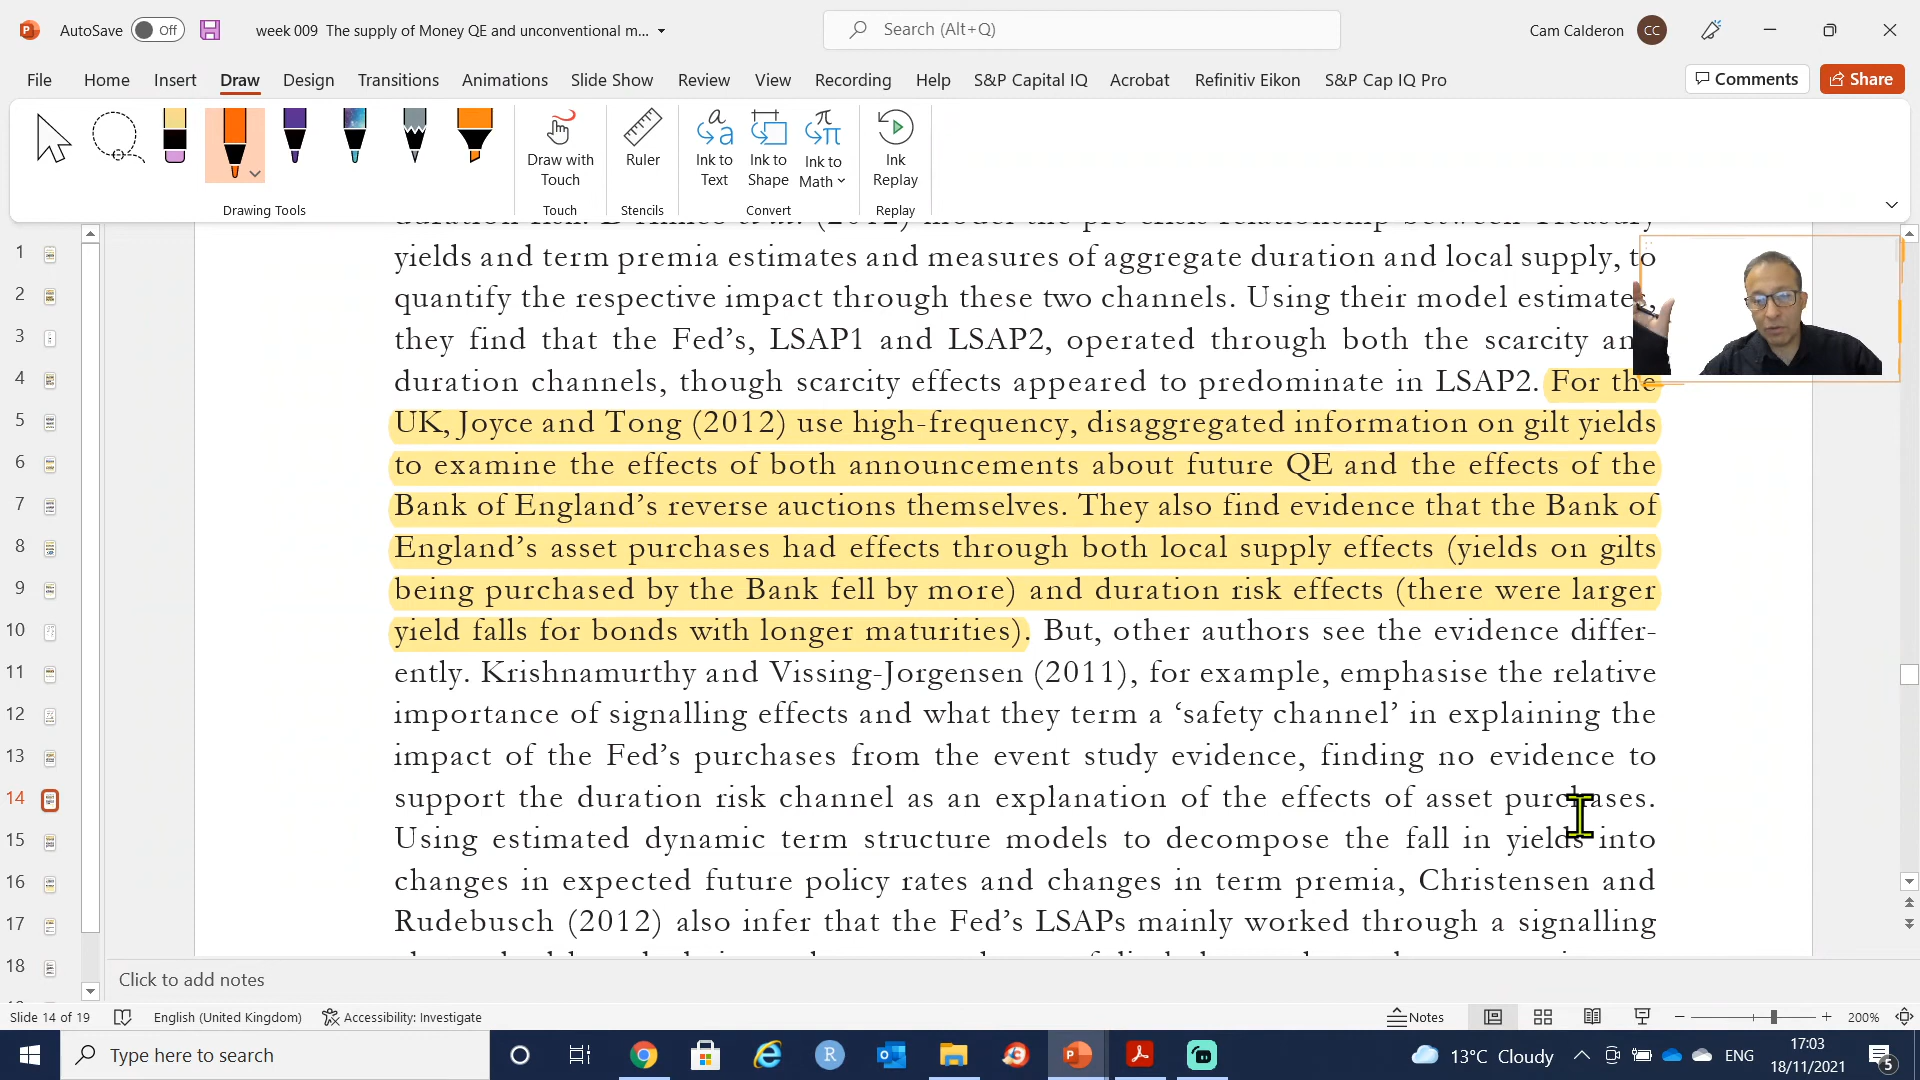 AutoSave Off week 009 The supply of Money QE and unconventional m... Search (Alt+Q) Cam Calderon CC
File Home Insert Draw Design Transitions Animations Slide Show Review View Recording Help S&P Capital IQ Acrobat Refinitiv Eikon S&P Cap IQ Pro Comments Share
Draw with Touch
Ruler
Ink to Text
Ink to Shape
Ink to Math
Ink Replay
Drawing Tools Touch Stencils Convert Replay
1
2
3
4
5
6
7
8
9
10
11
12
13
14
15
16
17
18
(2012) model the pre-crisis relationship between Treasury
yields and term premia estimates and measures of aggregate duration and local supply, to
quantify the respective impact through these two channels. Using their model estimates,
they find that the Fed’s, LSAP1 and LSAP2, operated through both the scarcity an
duration channels, though scarcity effects appeared to predominate in LSAP2. For the
UK, Joyce and Tong (2012) use high-frequency, disaggregated information on gilt yields
to examine the effects of both announcements about future QE and the effects of the
Bank of England’s reverse auctions themselves. They also find evidence that the Bank of
England’s asset purchases had effects through both local supply effects (yields on gilts
being purchased by the Bank fell by more) and duration risk effects (there were larger
yield falls for bonds with longer maturities). But, other authors see the evidence differ-
ently. Krishnamurthy and Vissing-Jorgensen (2011), for example, emphasise the relative
importance of signalling effects and what they term a ‘safety channel’ in explaining the
impact of the Fed’s purchases from the event study evidence, finding no evidence to
support the duration risk channel as an explanation of the effects of asset purchases.
Using estimated dynamic term structure models to decompose the fall in yields into
changes in expected future policy rates and changes in term premia, Christensen and
Rudebusch (2012) also infer that the Fed’s LSAPs mainly worked through a signalling
Click to add notes
Slide 14 of 19 English (United Kingdom) Accessibility: Investigate Notes 200%
Type here to search 13°C Cloudy ENG 17:03
18/11/2021 5